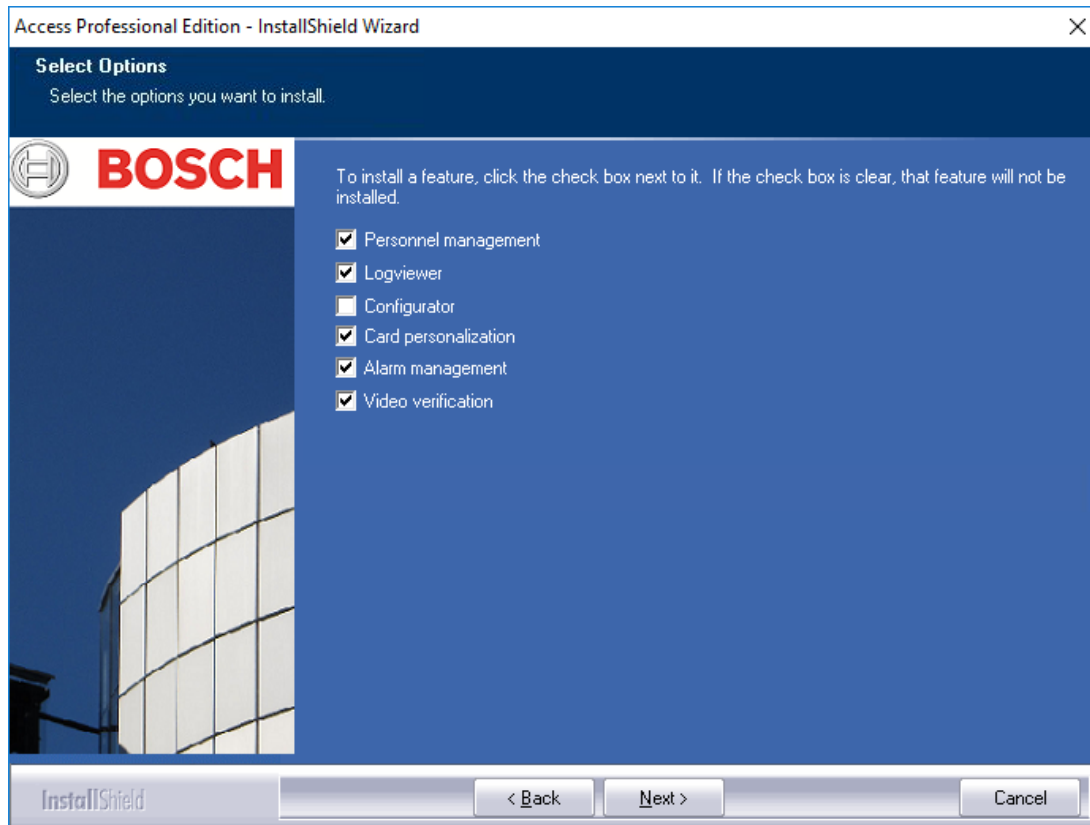 Access Professional Edition - InstallShield Wizard
Select Options
Select the options you want to install.
BOSCH
To install a feature, click the check box next to it. If the check box is clear, that feature will not be
installed.
Personnel management
Logviewer
Configurator
Card personalization
Alarm management
Video verification
InstallShield
< Back
Next >
Cancel